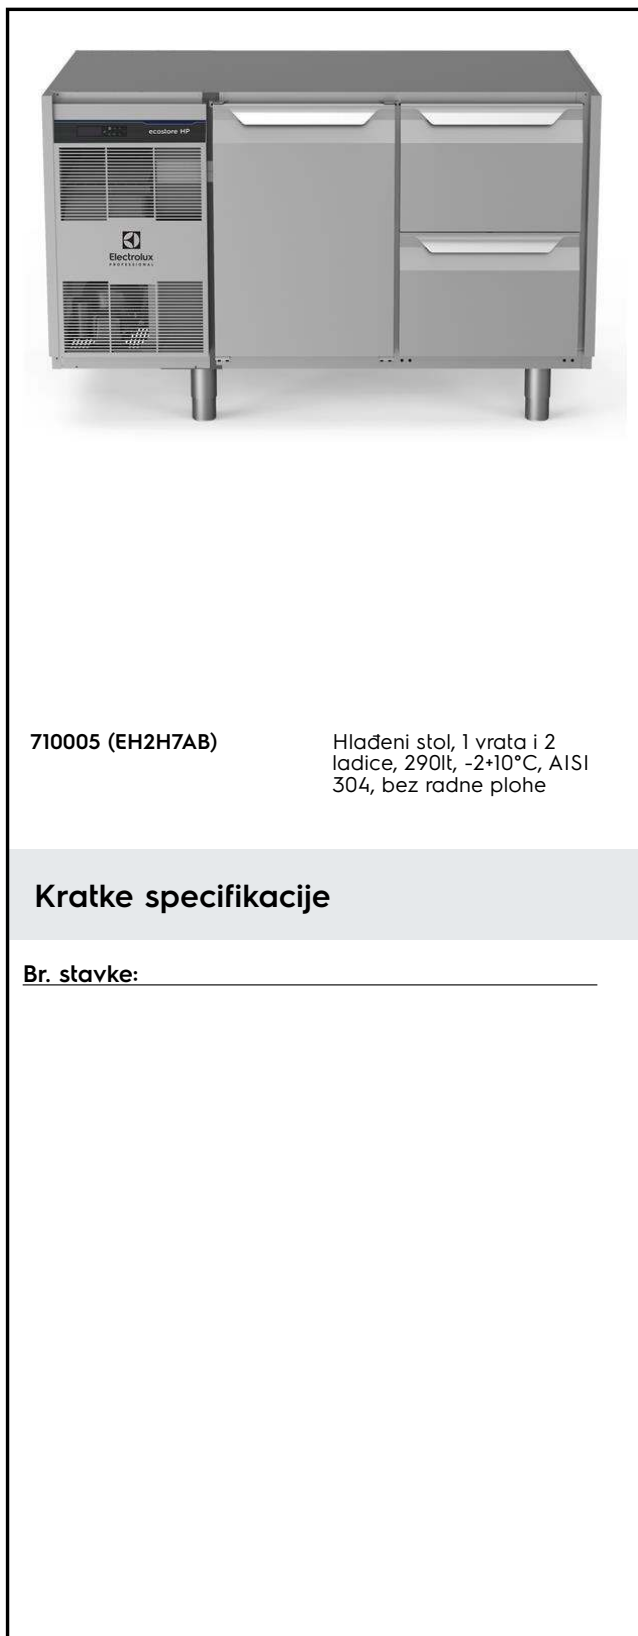 ecostore HP
Electrolux
PROFESSIONAL
710005 (EH2H7AB)
Hlađeni stol, 1 vrata i 2
ladice, 290lt, -2+10°C, AISI
304, bez radne plohe
Kratke specifikacije
Br. stavke: